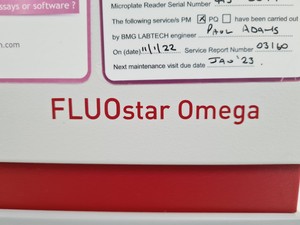 ssays or software ?
n.com
Microplate Reader Serial Number
The following service/s PM ☒ PQ ☐ have been carried out
by BMG LABTECH engineer PAUL ADAMS
On (date) 11/1/22 Service Report Number 03160
Next maintenance visit due date JAN '23.
FLUOstar Omega